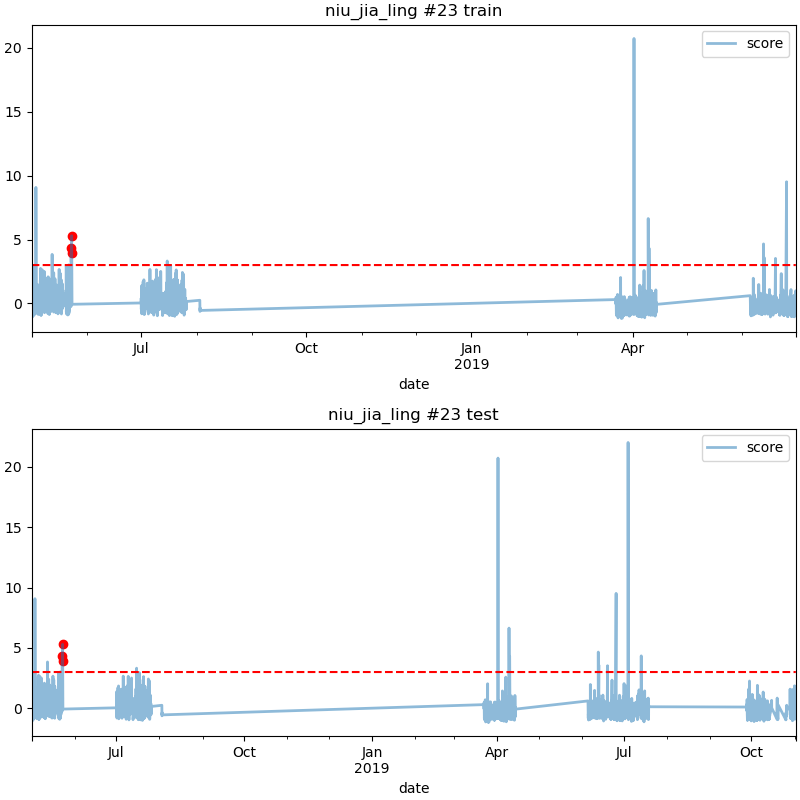 niu_jia_ling #23 train
score
20
15
10
5
0
Jul
Oct
Jan
2019
Apr
date
niu_jia_ling #23 test
score
20
15
10
5
0
Jul
Oct
Jan
2019
Apr
Jul
Oct
date